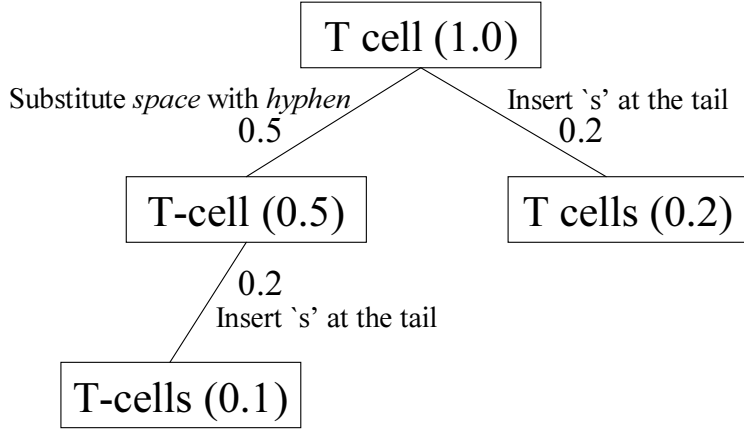 T cell (1.0)
Substitute space with hyphen
0.5
Insert `s’ at the tail
0.2
T-cell (0.5)
T cells (0.2)
0.2
Insert `s’ at the tail
T-cells (0.1)